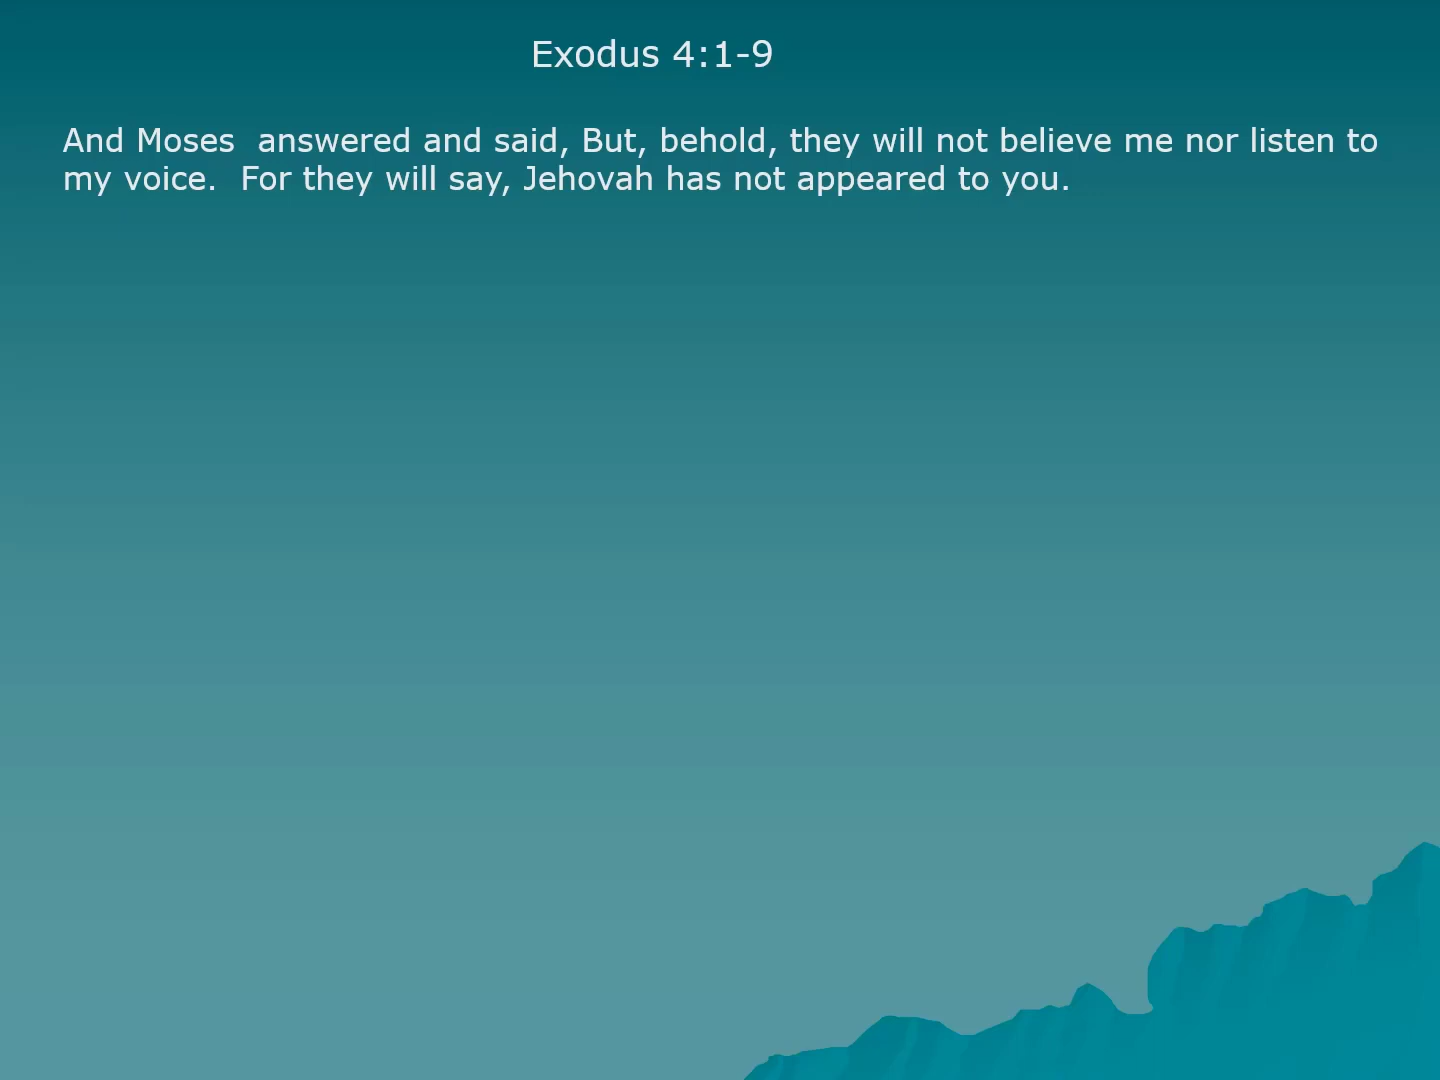 Exodus 4:1-9
And Moses  answered and said, But, behold, they will not believe me nor listen to
my voice.  For they will say, Jehovah has not appeared to you.